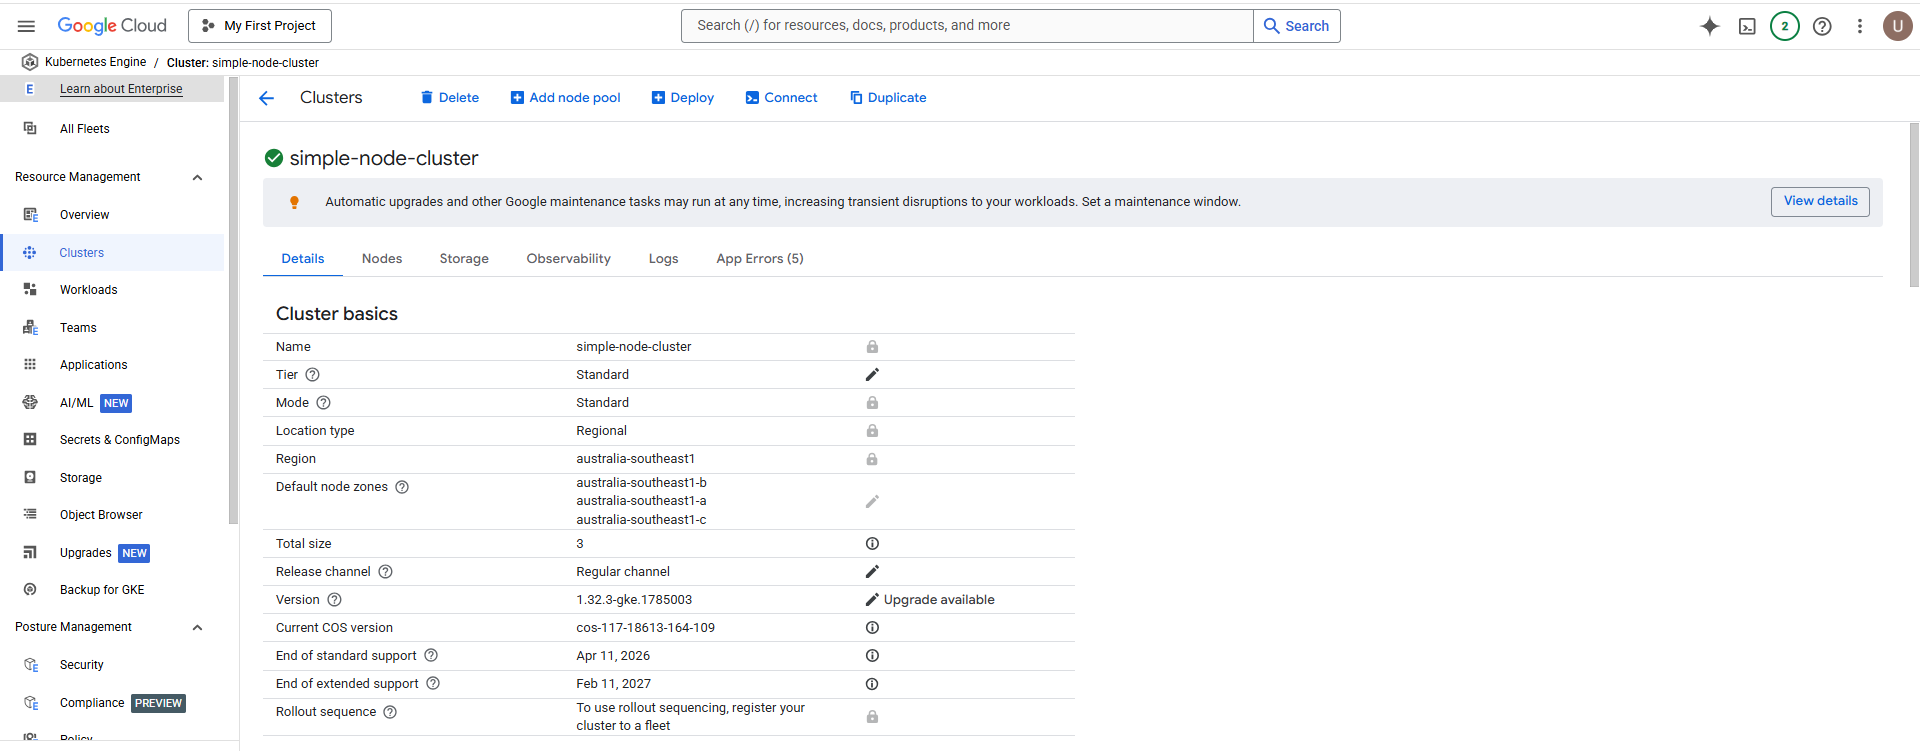 Google Cloud
My First Project
Search (/) for resources, docs, products, and more
Search
2
U
Kubernetes Engine / Cluster: simple-node-cluster
E Learn about Enterprise
All Fleets
Resource Management
Overview
Clusters
Workloads
Teams
Applications
AI/ML NEW
Secrets & ConfigMaps
Storage
Object Browser
Upgrades NEW
Backup for GKE
Posture Management
Security
Compliance PREVIEW
Policy
Clusters
Delete
Add node pool
Deploy
Connect
Duplicate
simple-node-cluster
Automatic upgrades and other Google maintenance tasks may run at any time, increasing transient disruptions to your workloads. Set a maintenance window.
View details
Details
Nodes
Storage
Observability
Logs
App Errors (5)
Cluster basics
Name simple-node-cluster
Tier Standard
Mode Standard
Location type Regional
Region australia-southeast1
Default node zones australia-southeast1-b
australia-southeast1-a
australia-southeast1-c
Total size 3
Release channel Regular channel
Version 1.32.3-gke.1785003 Upgrade available
Current COS version cos-117-18613-164-109
End of standard support Apr 11, 2026
End of extended support Feb 11, 2027
Rollout sequence To use rollout sequencing, register your
cluster to a fleet